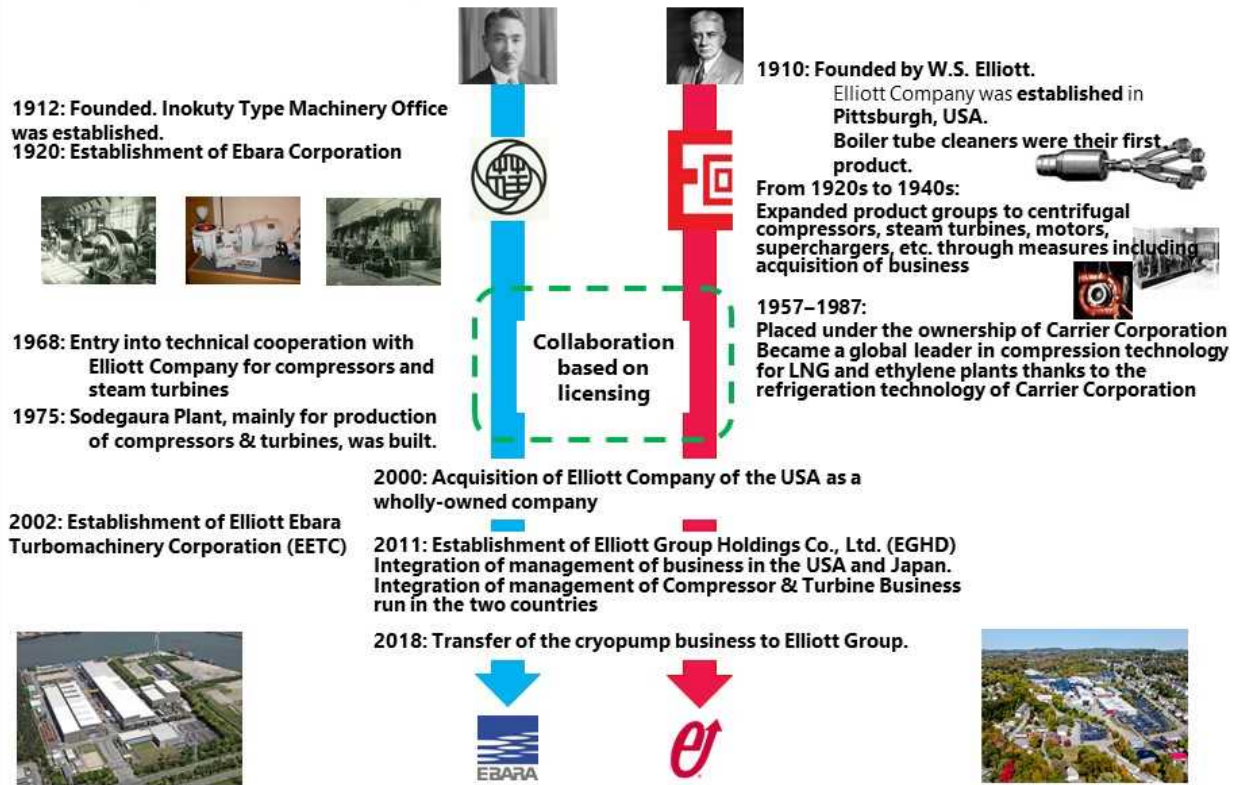 1912: Founded. Inokuty Type Machinery Office
was established.
1920: Establishment of Ebara Corporation
1910: Founded by W.S. Elliott.
Elliott Company was established in
Pittsburgh, USA.
Boiler tube cleaners were their first
product.
From 1920s to 1940s:
Expanded product groups to centrifugal
compressors, steam turbines, motors,
superchargers, etc. through measures including
acquisition of business
1957–1987:
Placed under the ownership of Carrier Corporation
Became a global leader in compression technology
for LNG and ethylene plants thanks to the
refrigeration technology of Carrier Corporation
Collaboration
based on
licensing
1968: Entry into technical cooperation with
Elliott Company for compressors and
steam turbines
1975: Sodegaura Plant, mainly for production
of compressors & turbines, was built.
2000: Acquisition of Elliott Company of the USA as a
wholly-owned company
2002: Establishment of Elliott Ebara
Turbomachinery Corporation (EETC)
2011: Establishment of Elliott Group Holdings Co., Ltd. (EGHD)
Integration of management of business in the USA and Japan.
Integration of management of Compressor & Turbine Business
run in the two countries
2018: Transfer of the cryopump business to Elliott Group.
EBARA